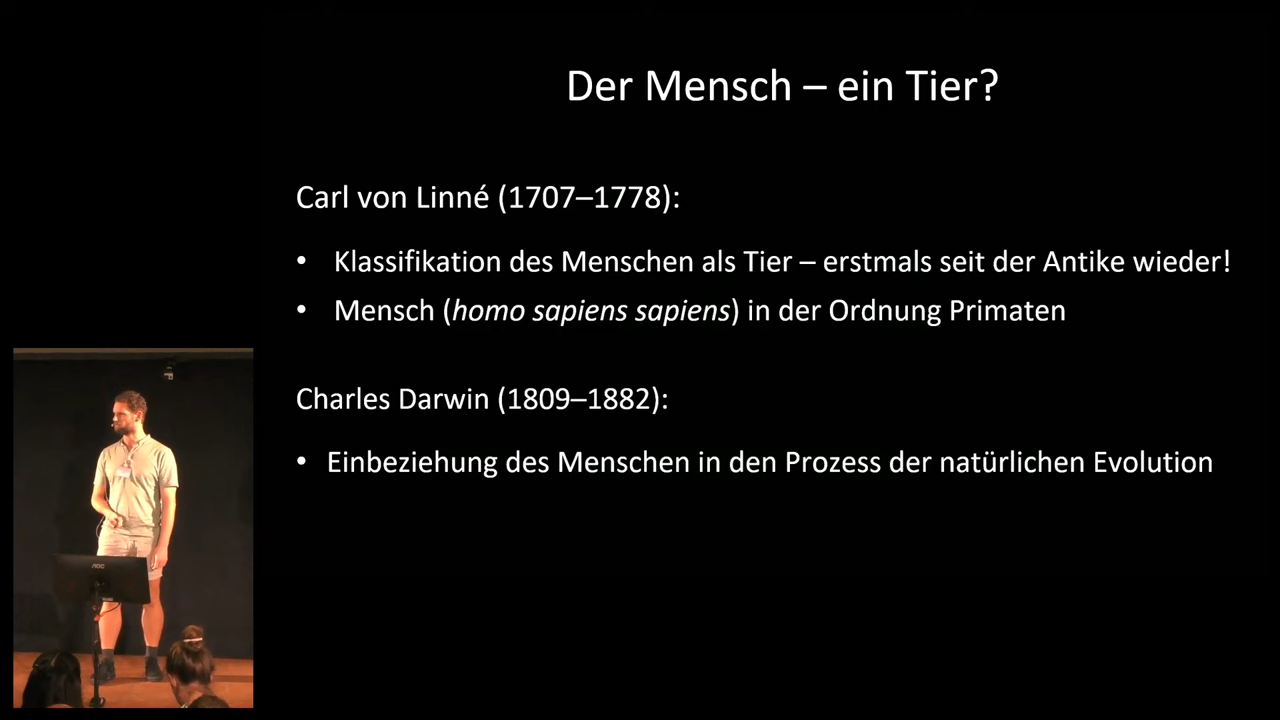 Der Mensch – ein Tier?
Carl von Linné (1707–1778):
• Klassifikation des Menschen als Tier – erstmals seit der Antike wieder!
• Mensch (homo sapiens sapiens) in der Ordnung Primaten
Charles Darwin (1809–1882):
• Einbeziehung des Menschen in den Prozess der natürlichen Evolution
AOC